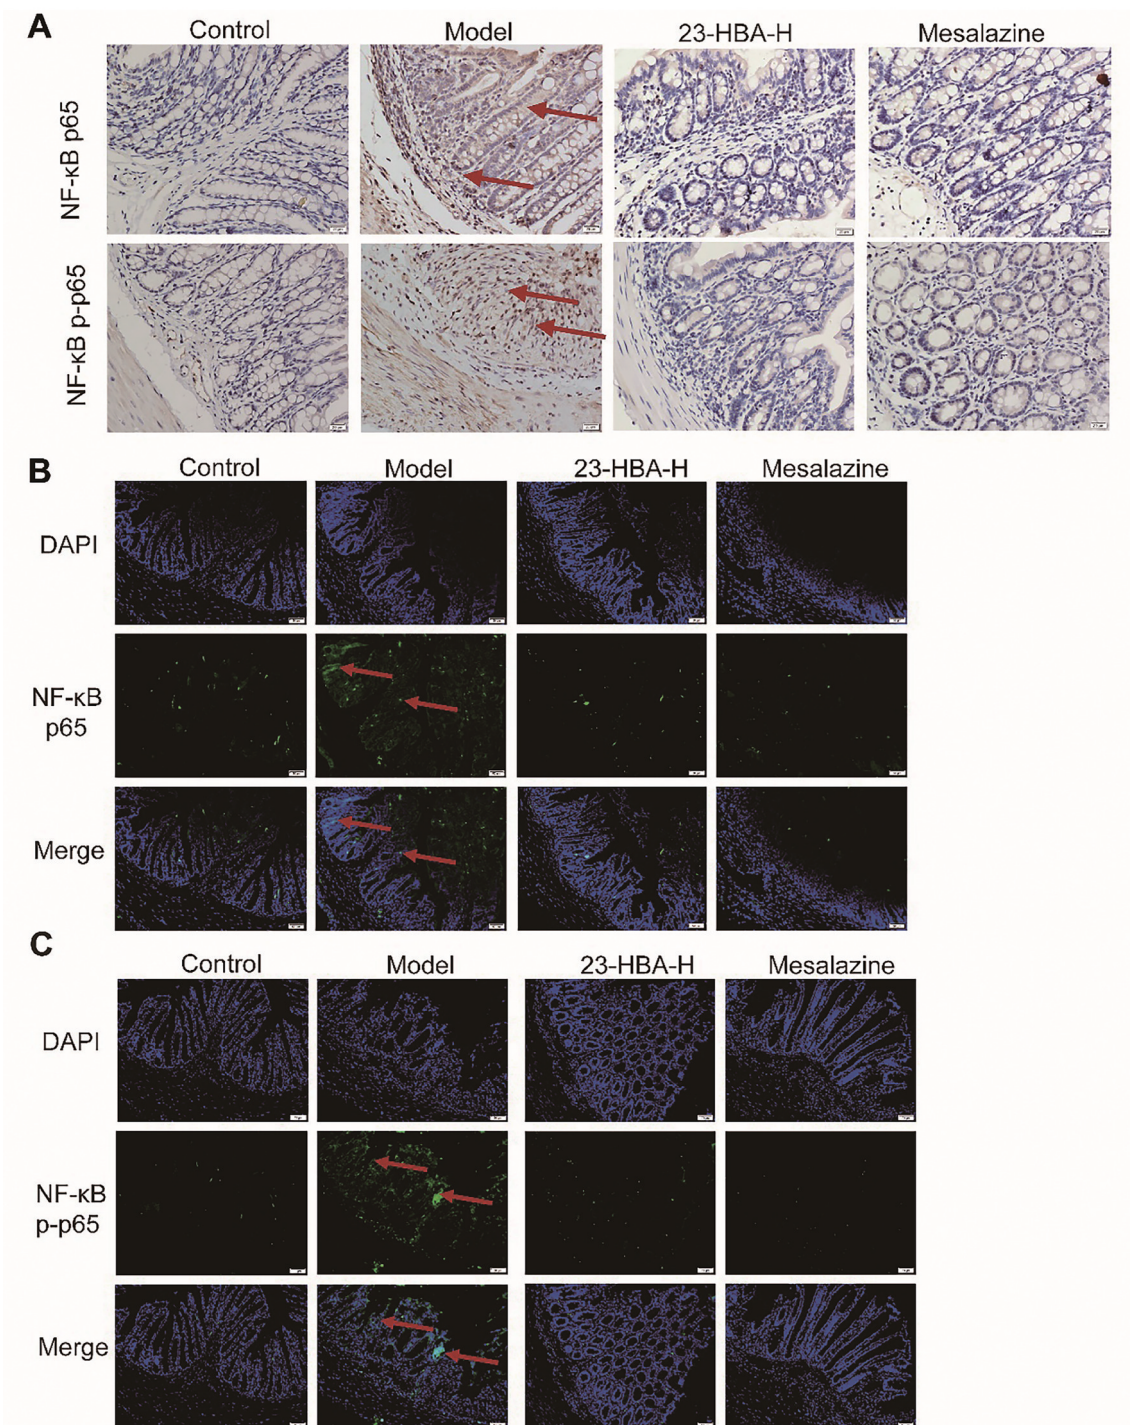 A
Control Model 23-HBA-H Mesalazine
NF-κB p65
NF-κB p-p65
B
Control Model 23-HBA-H Mesalazine
DAPI
NF-κB
p65
Merge
C
Control Model 23-HBA-H Mesalazine
DAPI
NF-κB
p-p65
Merge